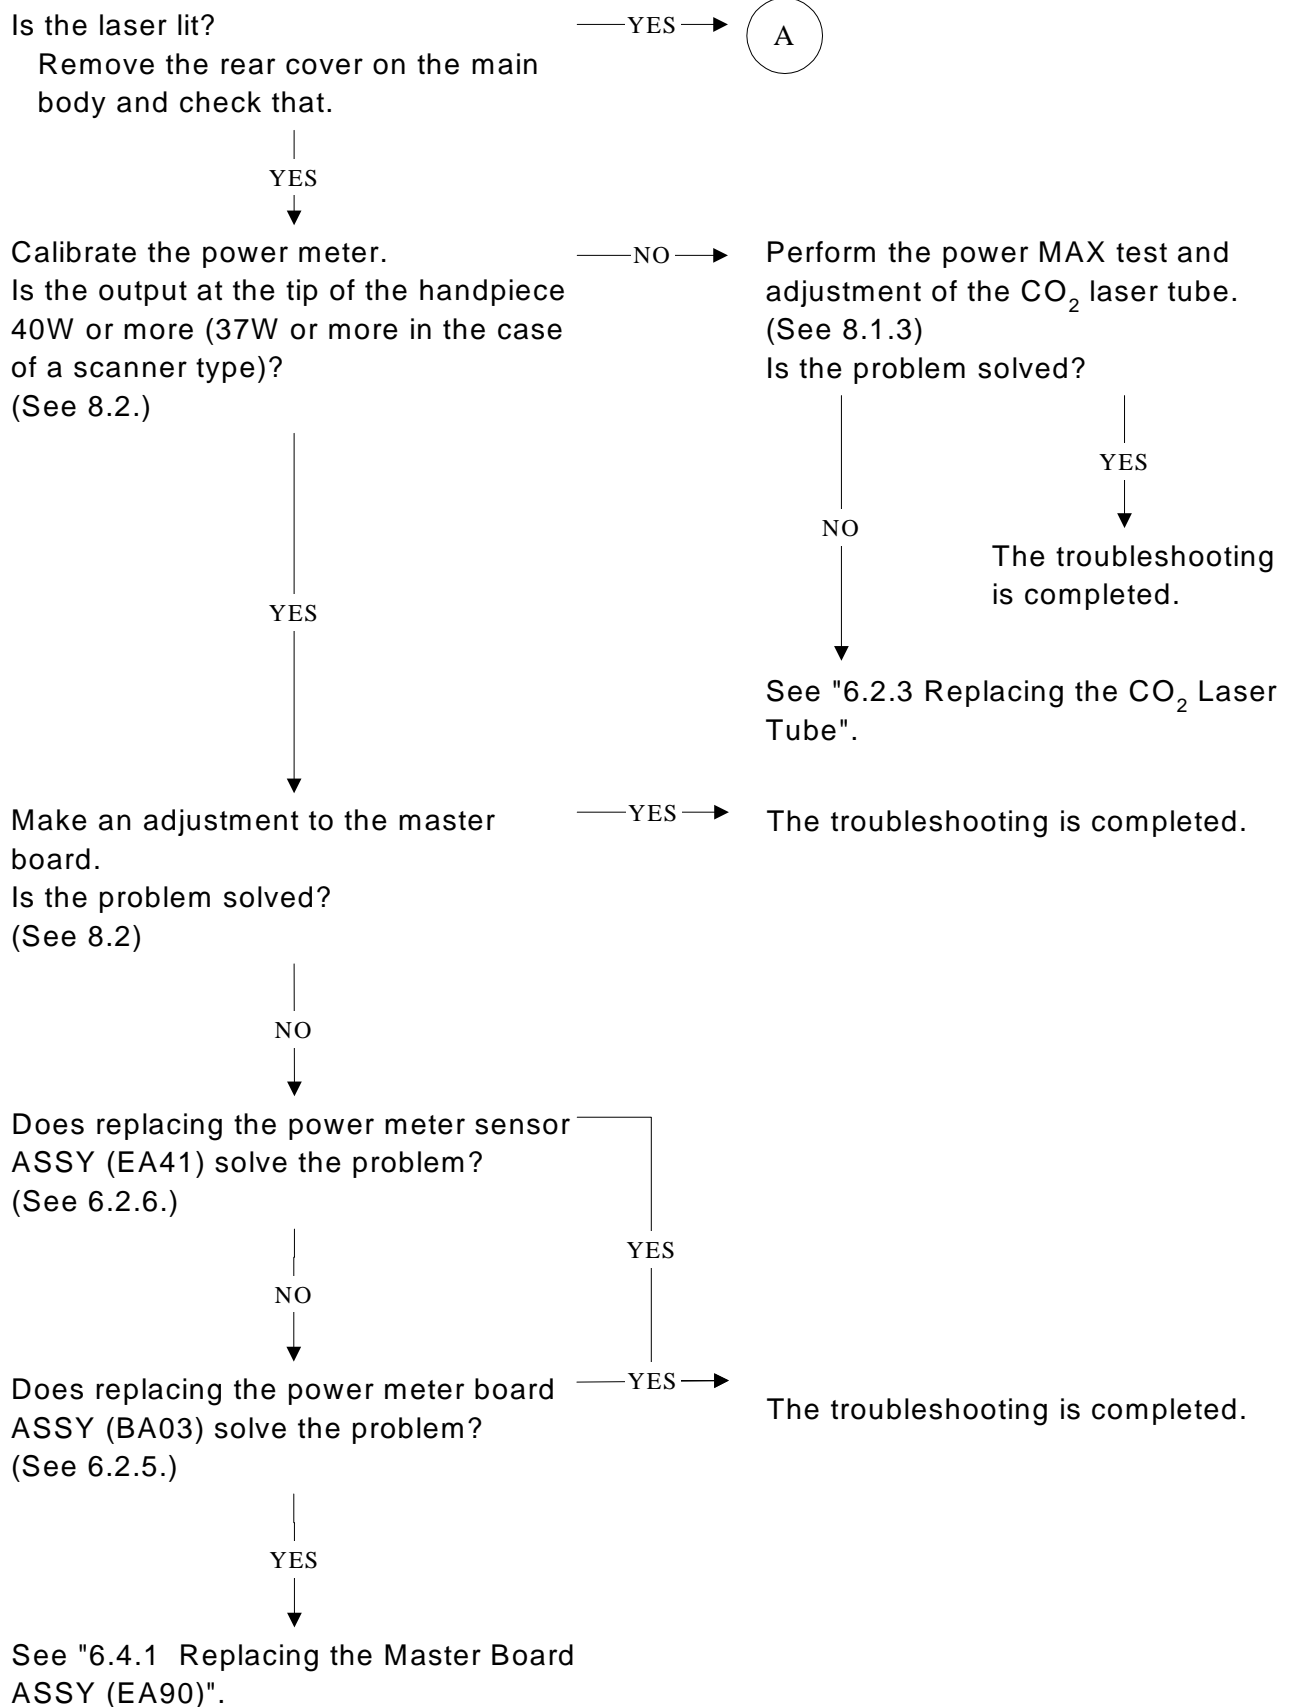 Is the laser lit?
YES
A
Remove the rear cover on the main
body and check that.
YES
Calibrate the power meter.
Is the output at the tip of the handpiece
40W or more (37W or more in the case
of a scanner type)?
(See 8.2.)
NO
Perform the power MAX test and
adjustment of the CO2 laser tube.
(See 8.1.3)
Is the problem solved?
YES
NO
The troubleshooting
is completed.
YES
See "6.2.3 Replacing the CO2 Laser
Tube".
Make an adjustment to the master
board.
Is the problem solved?
(See 8.2)
YES
The troubleshooting is completed.
NO
Does replacing the power meter sensor
ASSY (EA41) solve the problem?
(See 6.2.6.)
YES
NO
Does replacing the power meter board
ASSY (BA03) solve the problem?
(See 6.2.5.)
YES
The troubleshooting is completed.
YES
See "6.4.1 Replacing the Master Board
ASSY (EA90)".